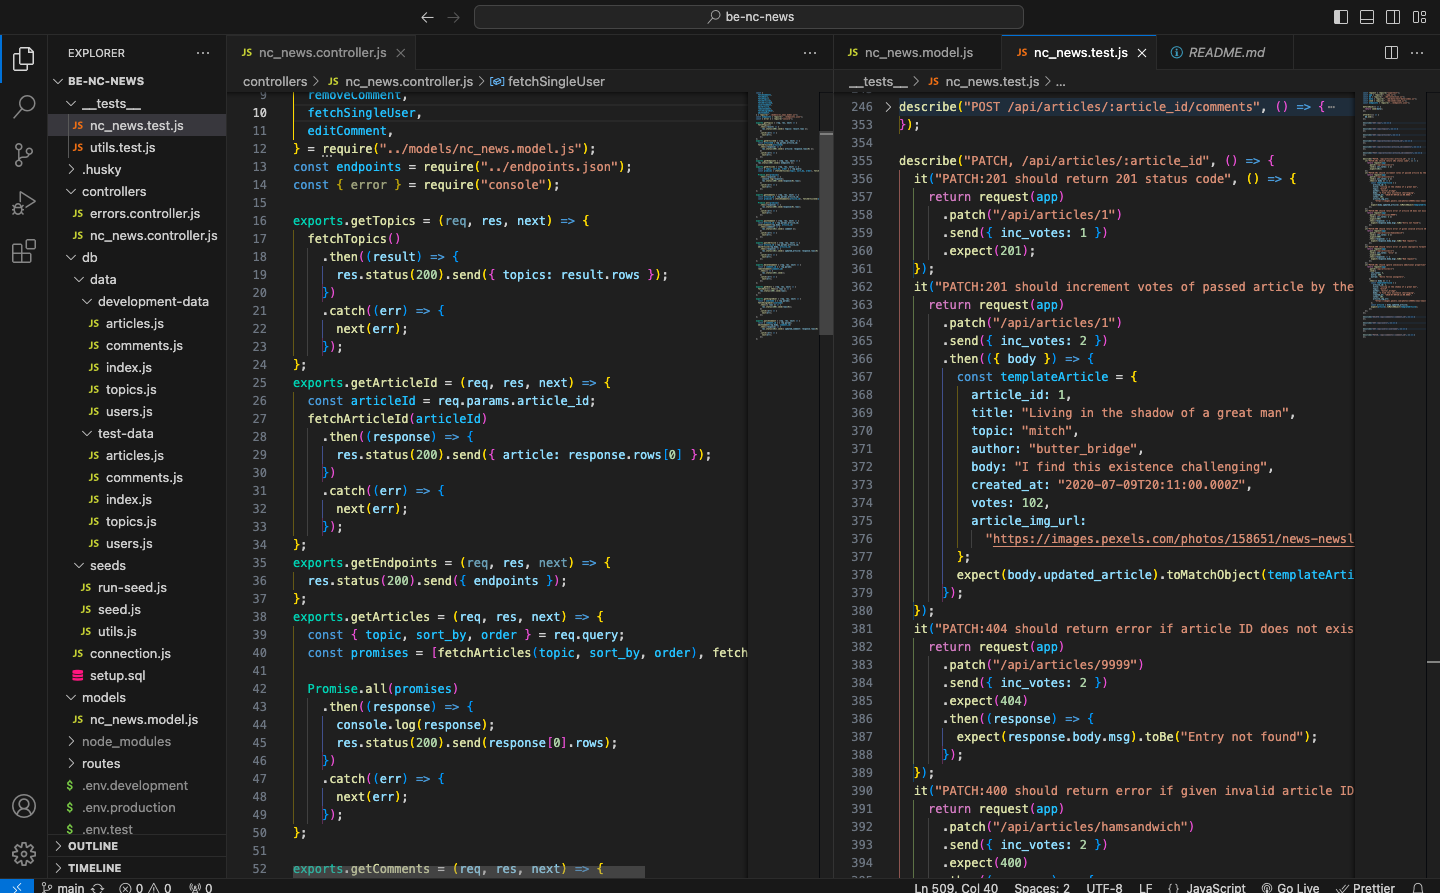 be-nc-news
EXPLORER
BE-NC-NEWS
__tests__
JS nc_news.test.js
JS utils.test.js
.husky
controllers
JS errors.controller.js
JS nc_news.controller.js
db
data
development-data
JS articles.js
JS comments.js
JS index.js
JS topics.js
JS users.js
test-data
JS articles.js
JS comments.js
JS index.js
JS topics.js
JS users.js
seeds
JS run-seed.js
JS seed.js
JS utils.js
JS connection.js
setup.sql
models
JS nc_news.model.js
node_modules
routes
$ .env.development
$ .env.production
$ .env.test
OUTLINE
TIMELINE
JS nc_news.controller.js
controllers > JS nc_news.controller.js > fetchSingleUser
9 removeComment,
10 fetchSingleUser,
11 editComment,
12 } = require("../models/nc_news.model.js");
13 const endpoints = require("../endpoints.json");
14 const { error } = require("console");
15
16 exports.getTopics = (req, res, next) => {
17 fetchTopics()
18 .then((result) => {
19 res.status(200).send({ topics: result.rows });
20 })
21 .catch((err) => {
22 next(err);
23 });
24 };
25 exports.getArticleId = (req, res, next) => {
26 const articleId = req.params.article_id;
27 fetchArticleId(articleId)
28 .then((response) => {
29 res.status(200).send({ article: response.rows[0] });
30 })
31 .catch((err) => {
32 next(err);
33 });
34 };
35 exports.getEndpoints = (req, res, next) => {
36 res.status(200).send({ endpoints });
37 };
38 exports.getArticles = (req, res, next) => {
39 const { topic, sort_by, order } = req.query;
40 const promises = [fetchArticles(topic, sort_by, order), fetch
41
42 Promise.all(promises)
43 .then((response) => {
44 console.log(response);
45 res.status(200).send(response[0].rows);
46 })
47 .catch((err) => {
48 next(err);
49 });
50 };
51
52 exports.getComments = (req, res, next) => {
JS nc_news.model.js
JS nc_news.test.js
README.md
__tests__ > JS nc_news.test.js > ...
246 describe("POST /api/articles/:article_id/comments", () => {⋯
353 });
354
355 describe("PATCH, /api/articles/:article_id", () => {
356 it("PATCH:201 should return 201 status code", () => {
357 return request(app)
358 .patch("/api/articles/1")
359 .send({ inc_votes: 1 })
360 .expect(201);
361 });
362 it("PATCH:201 should increment votes of passed article by the
363 return request(app)
364 .patch("/api/articles/1")
365 .send({ inc_votes: 2 })
366 .then(({ body }) => {
367 const templateArticle = {
368 article_id: 1,
369 title: "Living in the shadow of a great man",
370 topic: "mitch",
371 author: "butter_bridge",
372 body: "I find this existence challenging",
373 created_at: "2020-07-09T20:11:00.000Z",
374 votes: 102,
375 article_img_url:
376 "https://images.pexels.com/photos/158651/news-newsl
377 };
378 expect(body.updated_article).toMatchObject(templateArti
379 });
380 });
381 it("PATCH:404 should return error if article ID does not exis
382 return request(app)
383 .patch("/api/articles/9999")
384 .send({ inc_votes: 2 })
385 .expect(404)
386 .then((response) => {
387 expect(response.body.msg).toBe("Entry not found");
388 });
389 });
390 it("PATCH:400 should return error if given invalid article ID
391 return request(app)
392 .patch("/api/articles/hamsandwich")
393 .send({ inc_votes: 2 })
394 .expect(400)
main 0 0 0
Ln 509, Col 40 Spaces: 2 UTF-8 LF {} JavaScript Go Live Prettier